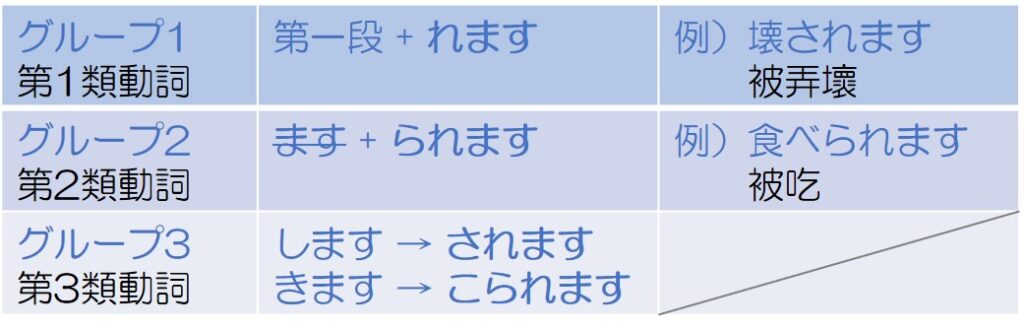 グループ1
第1類動詞
第一段 + れます
例）壊されます
被弄壞
グループ2
第2類動詞
ます + られます
例）食べられます
被吃
グループ3
第3類動詞
します → されます
きます → こられます